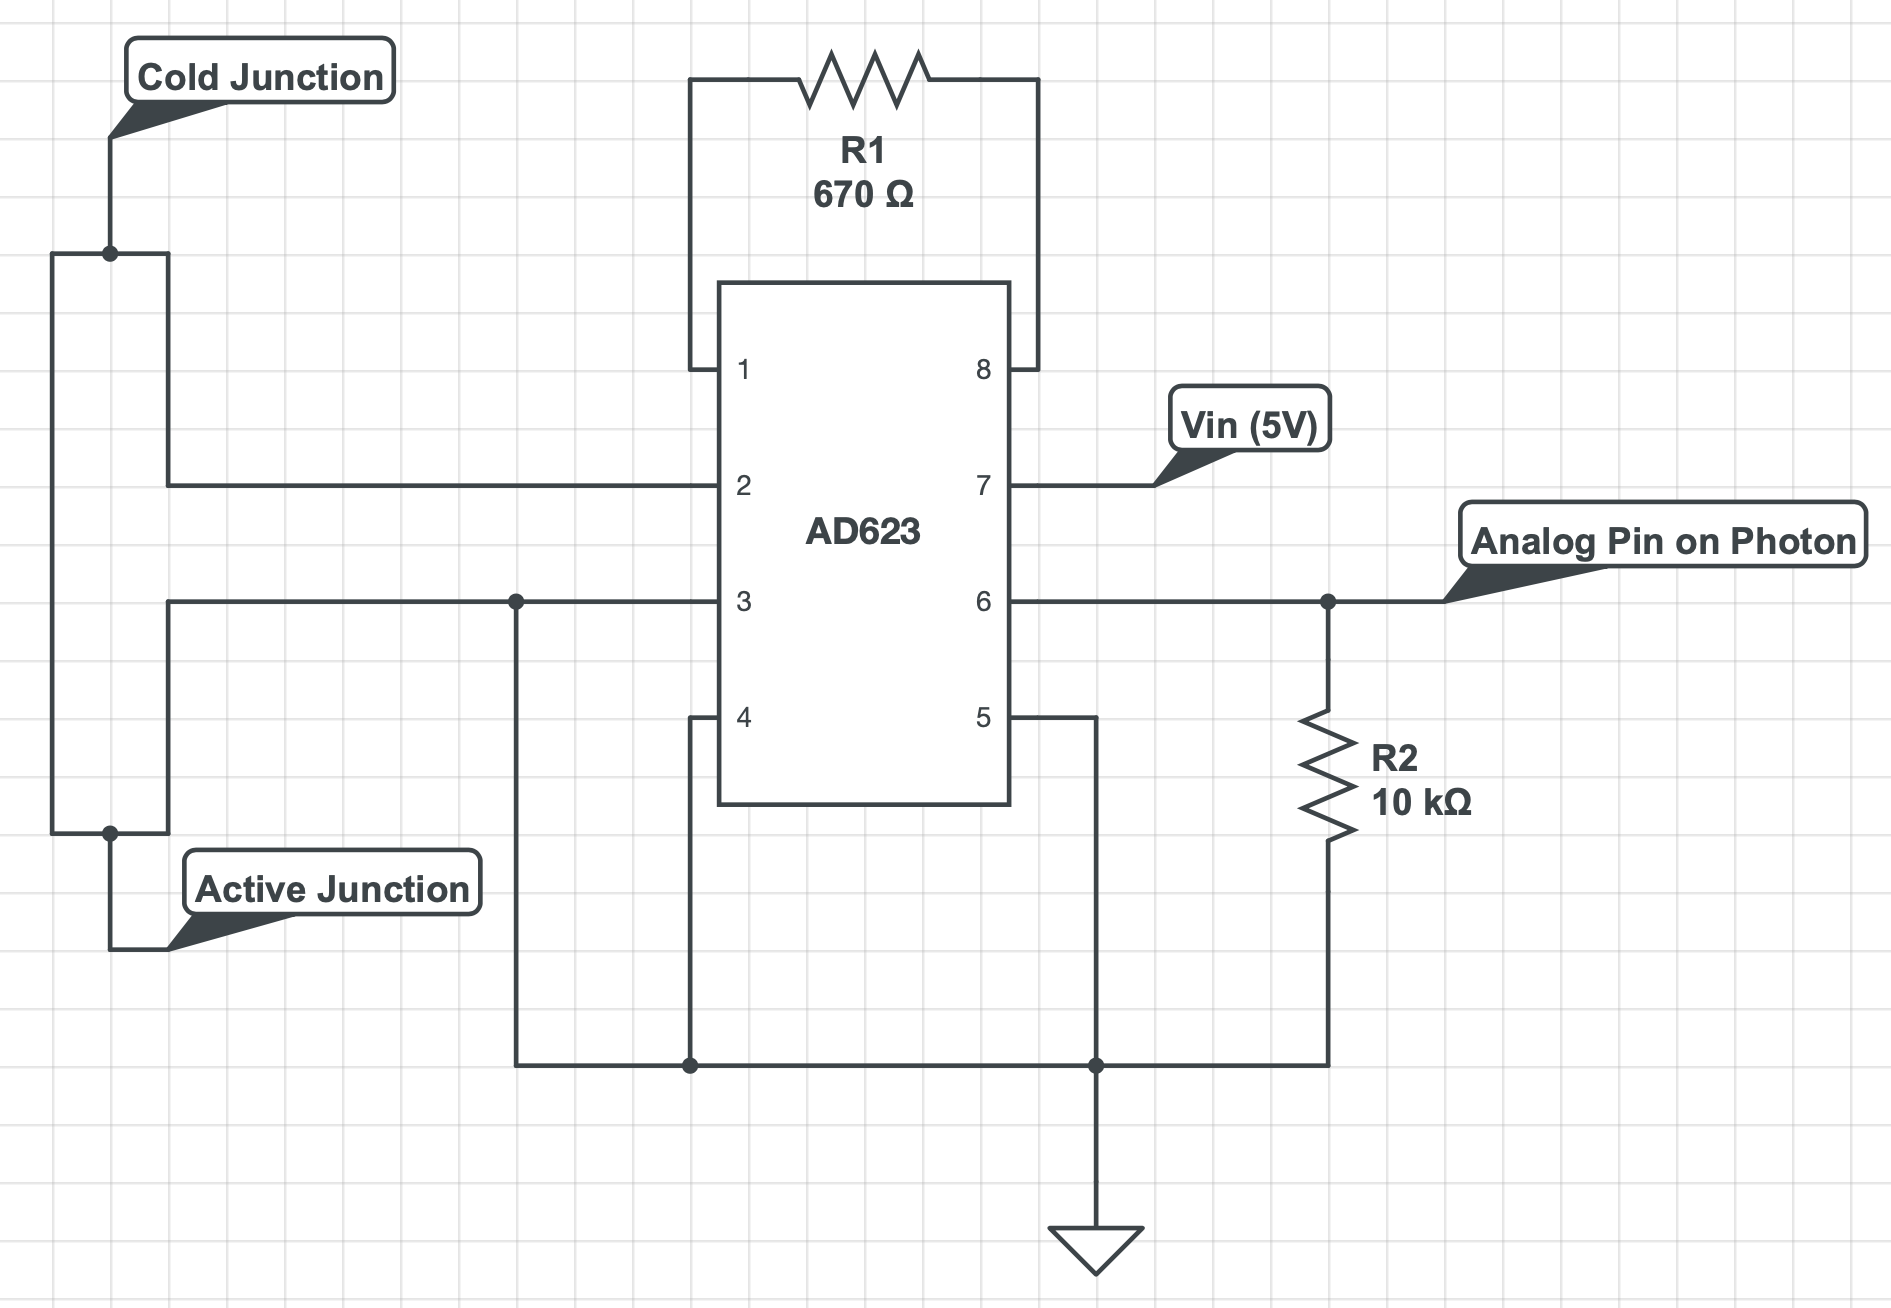 Cold Junction
R1
670 Ω
1
8
Vin (5V)
2
7
AD623
Analog Pin on Photon
3
6
4
5
R2
10 kΩ
Active Junction